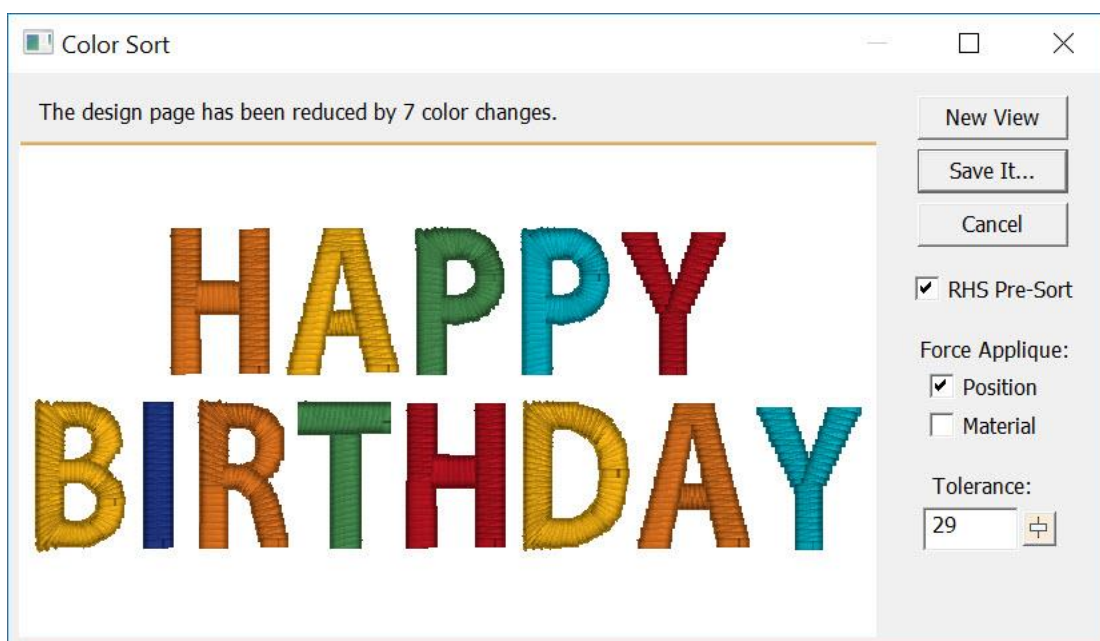 Color Sort
The design page has been reduced by 7 color changes.
New View
Save It...
Cancel
RHS Pre-Sort
Force Applique:
Position
Material
Tolerance:
29
HAPPY
BIRTHDAY